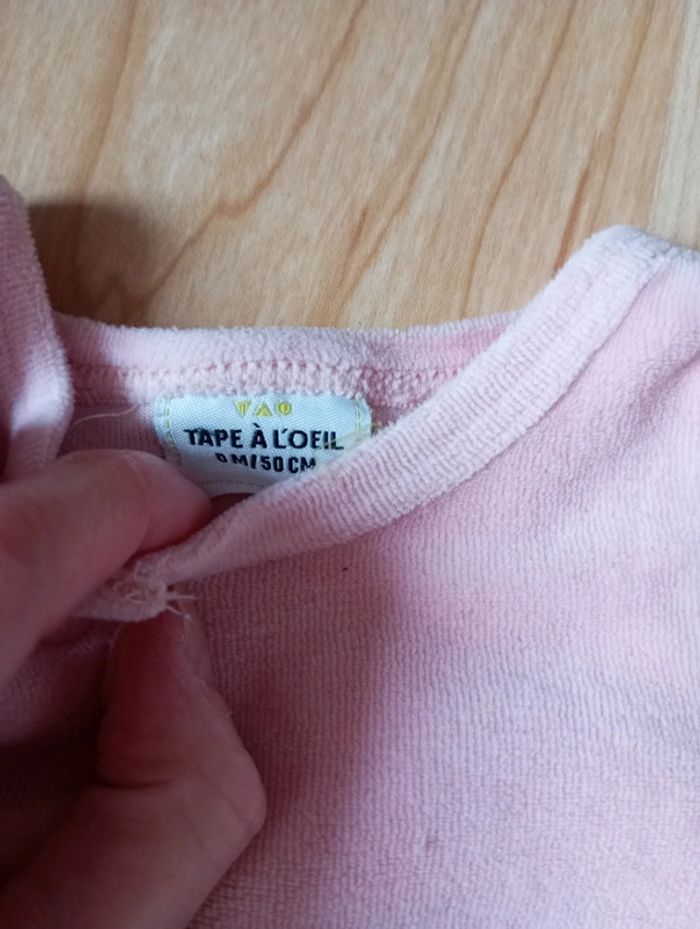 TAO
TAPE À L'OEIL
0M/50CM